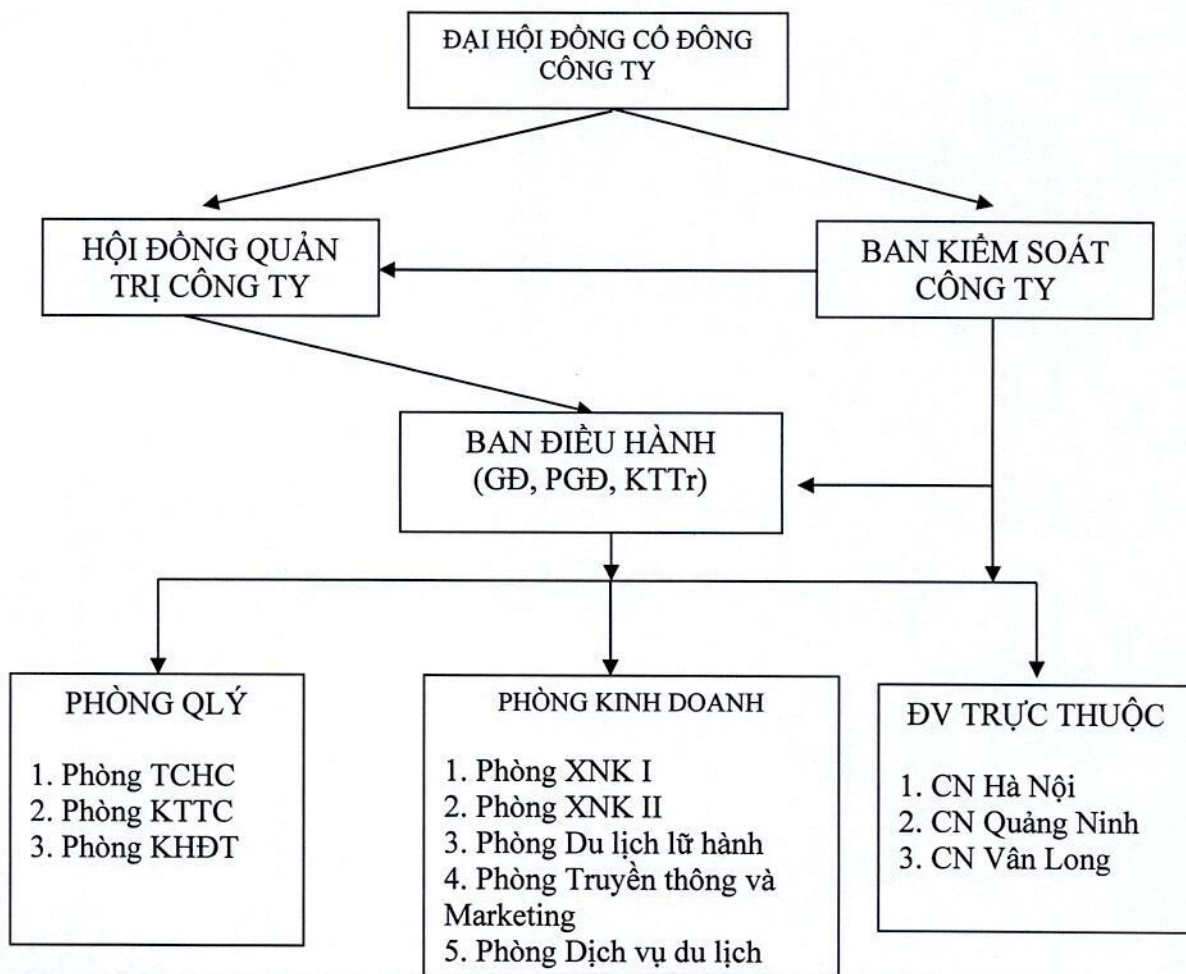 ĐẠI HỘI ĐỒNG CỔ ĐÔNG
CÔNG TY
HỘI ĐỒNG QUẢN
TRỊ CÔNG TY
BAN KIỂM SOÁT
CÔNG TY
BAN ĐIỀU HÀNH
(GĐ, PGĐ, KTTr)
PHÒNG QLÝ
1. Phòng TCHC
2. Phòng KTTC
3. Phòng KHĐT
PHÒNG KINH DOANH
1. Phòng XNK I
2. Phòng XNK II
3. Phòng Du lịch lữ hành
4. Phòng Truyền thông và
Marketing
5. Phòng Dịch vụ du lịch
ĐV TRỰC THUỘC
1. CN Hà Nội
2. CN Quảng Ninh
3. CN Vân Long